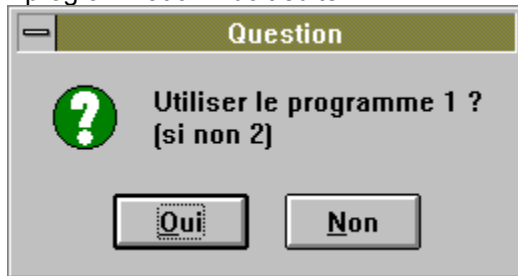 Question
Utiliser le programme 1 ?
(si non 2)
Oui
Non